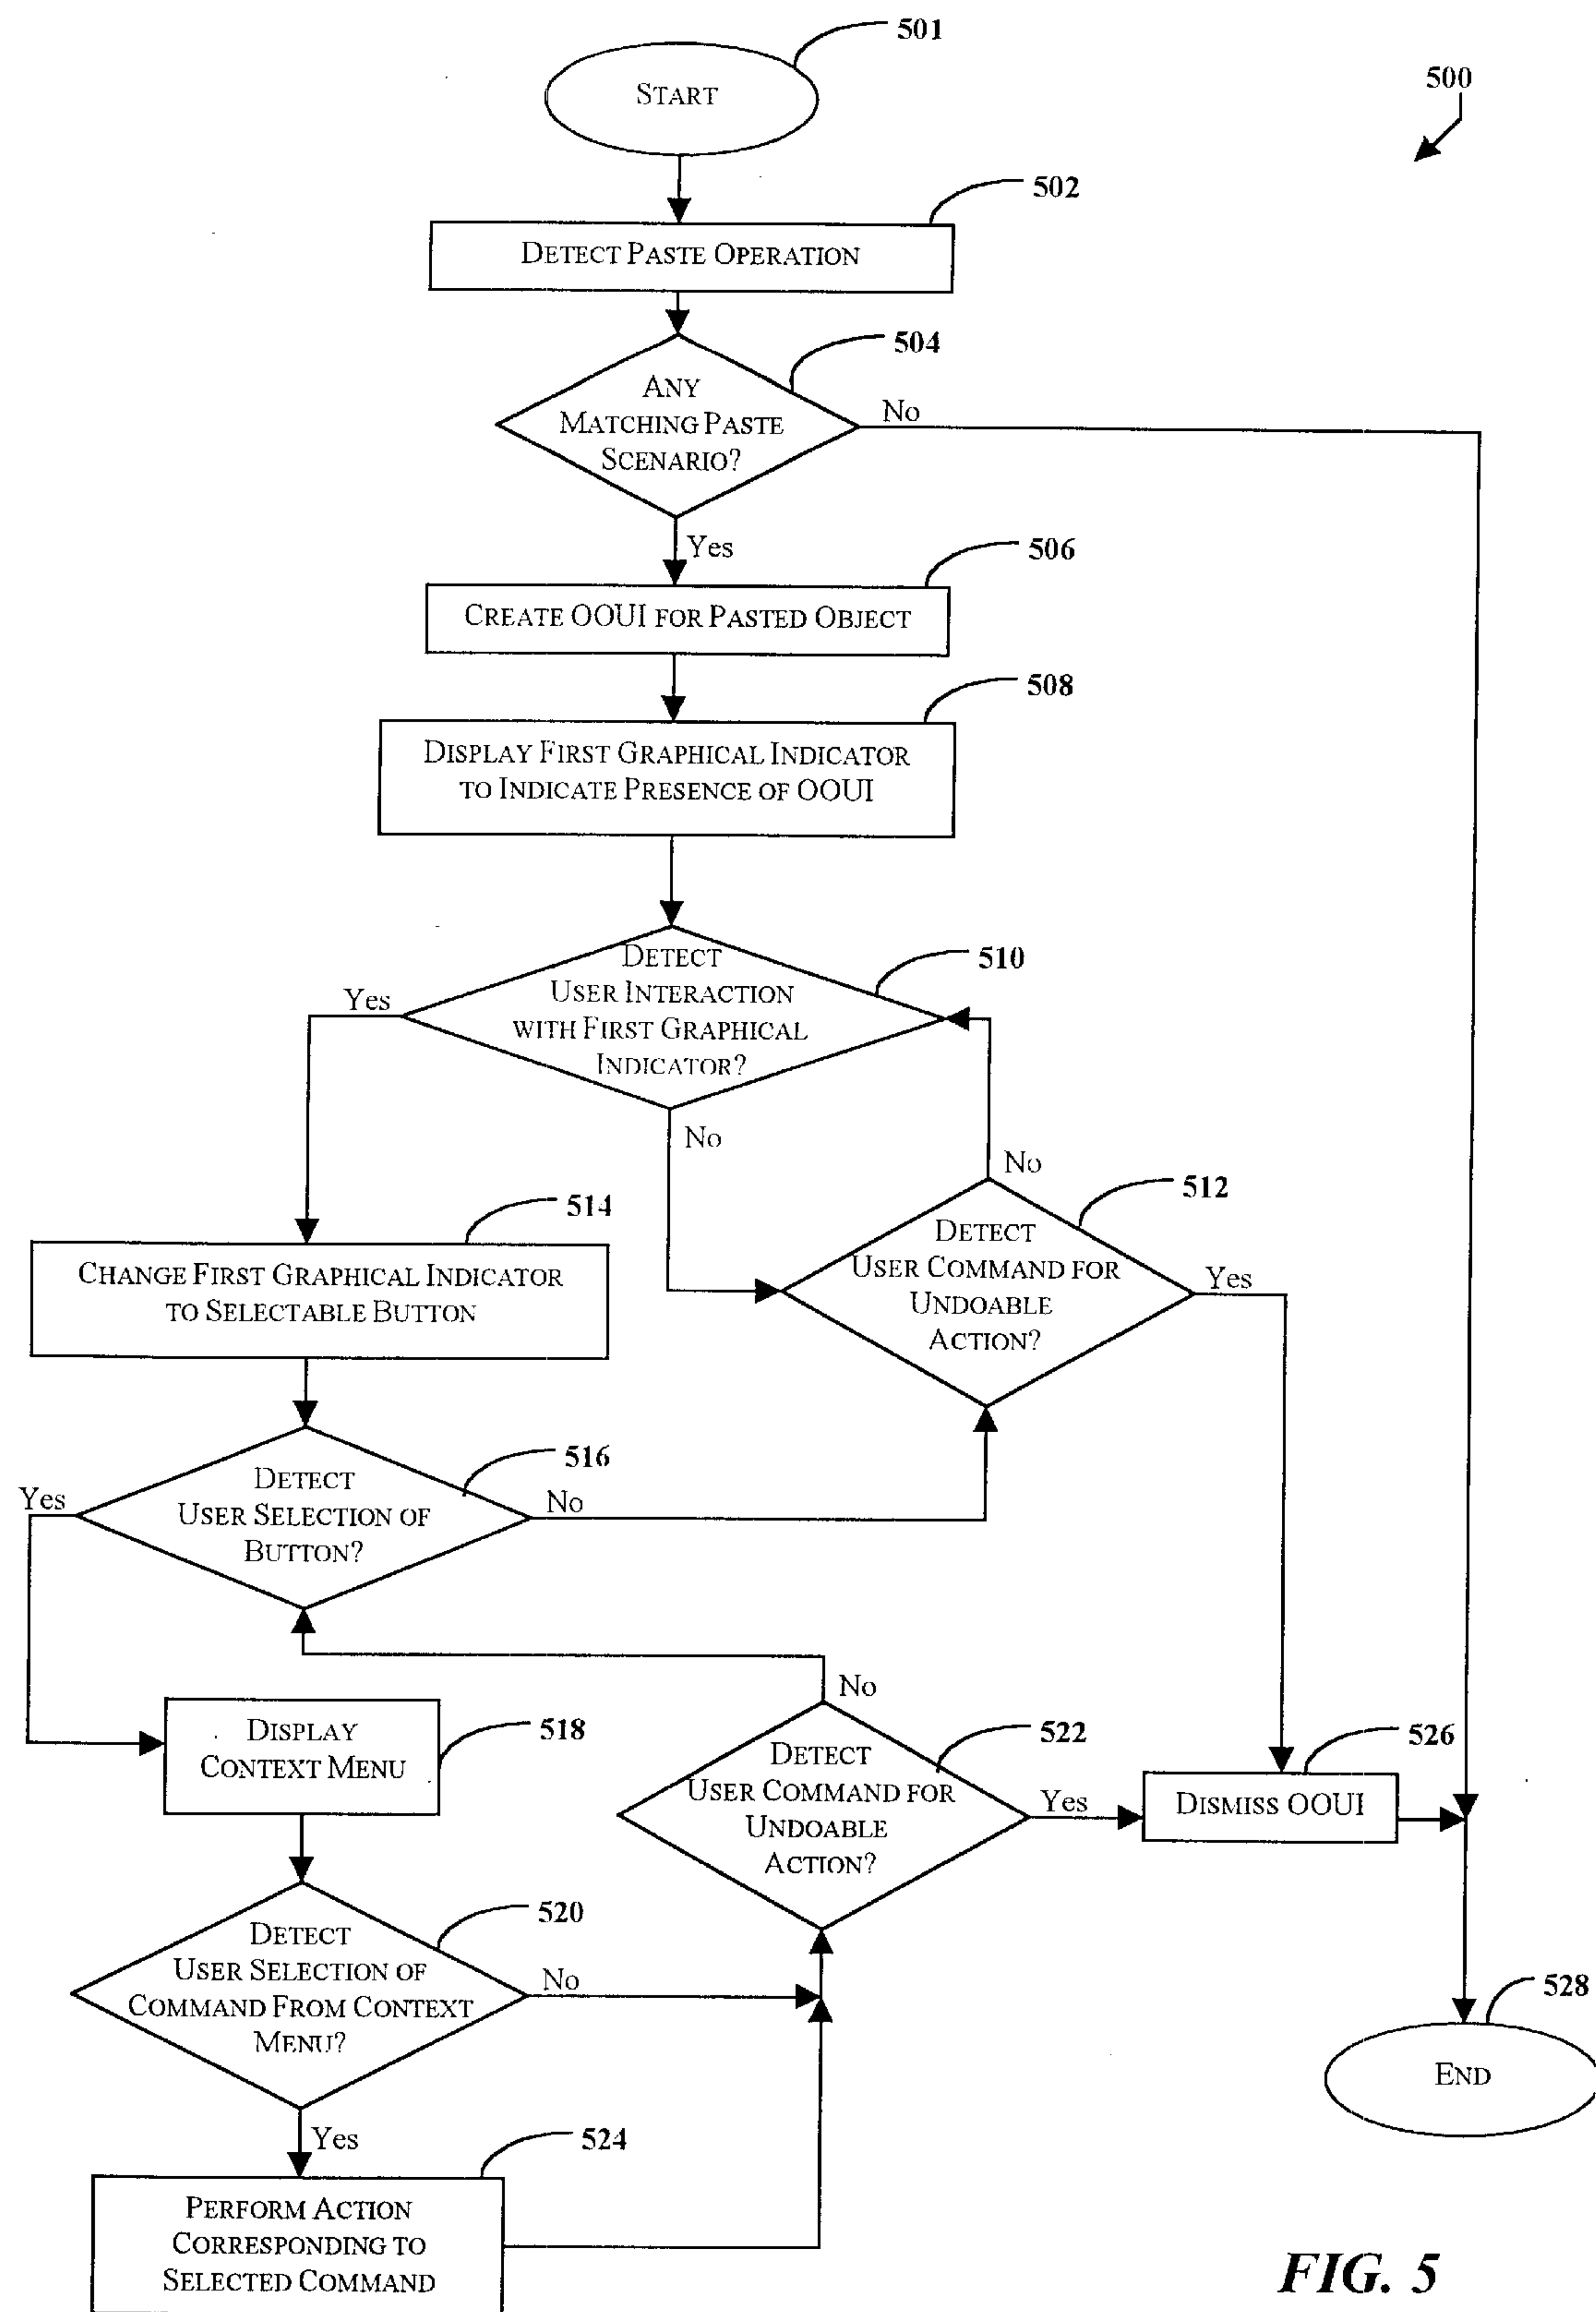 501
START
500
502
DETECT PASTE OPERATION
504
ANY
MATCHING PASTE
SCENARIO?
No
Yes
506
CREATE OOUI FOR PASTED OBJECT
508
DISPLAY FIRST GRAPHICAL INDICATOR
TO INDICATE PRESENCE OF OOUI
510
DETECT
USER INTERACTION
WITH FIRST GRAPHICAL
INDICATOR?
Yes
No
No
512
DETECT
USER COMMAND FOR
UNDOABLE
ACTION?
Yes
514
CHANGE FIRST GRAPHICAL INDICATOR
TO SELECTABLE BUTTON
516
DETECT
USER SELECTION OF
BUTTON?
Yes
No
518
DISPLAY
CONTEXT MENU
No
522
DETECT
USER COMMAND FOR
UNDOABLE
ACTION?
Yes
526
DISMISS OOUI
520
DETECT
USER SELECTION OF
COMMAND FROM CONTEXT
MENU?
No
Yes
528
END
524
PERFORM ACTION
CORRESPONDING TO
SELECTED COMMAND
FIG. 5